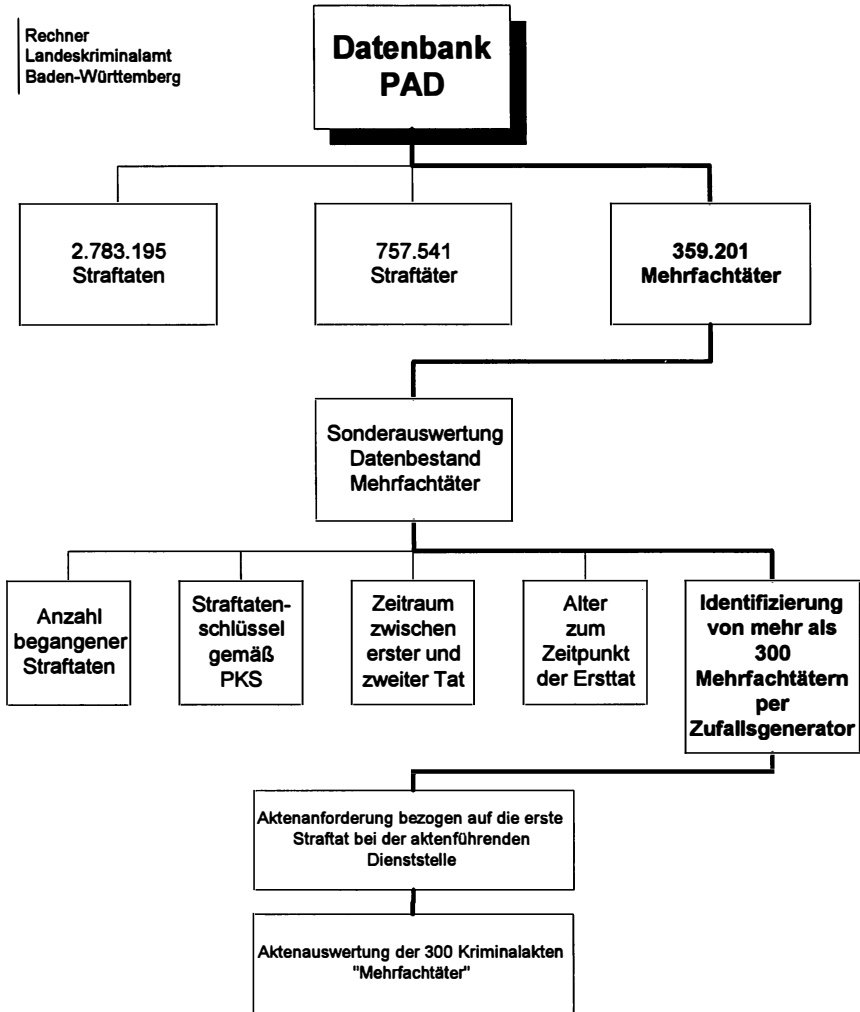 Rechner
Landeskriminalamt
Baden-Württemberg
Datenbank
PAD
2.783.195
Straftaten
757.541
Straftäter
359.201
Mehrfachtäter
Sonderauswertung
Datenbestand
Mehrfachtäter
Anzahl
begangener
Straftaten
Straftaten-
schlüssel
gemäß
PKS
Zeitraum
zwischen
erster und
zweiter Tat
Alter
zum
Zeitpunkt
der Ersttat
Identifizierung
von mehr als
300
Mehrfachtätern
per
Zufallsgenerator
Aktenanforderung bezogen auf die erste
Straftat bei der aktenführenden
Dienststelle
Aktenauswertung der 300 Kriminalakten
"Mehrfachtäter"